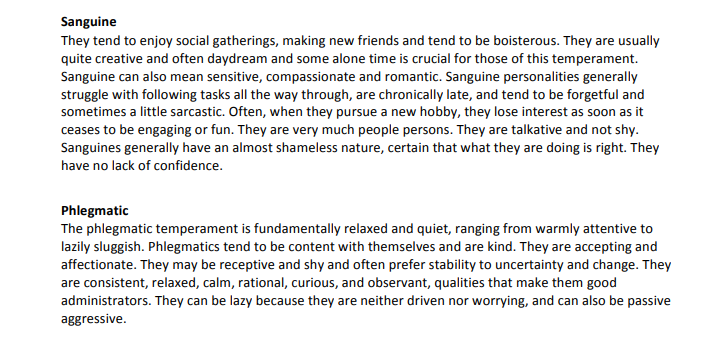 Sanguine
They tend to enjoy social gatherings, making new friends and tend to be boisterous. They are usually
quite creative and often daydream and some alone time is crucial for those of this temperament.
Sanguine can also mean sensitive, compassionate and romantic. Sanguine personalities generally
struggle with following tasks all the way through, are chronically late, and tend to be forgetful and
sometimes a little sarcastic. Often, when they pursue a new hobby, they lose interest as soon as it
ceases to be engaging or fun. They are very much people persons. They are talkative and not shy.
Sanguines generally have an almost shameless nature, certain that what they are doing is right. They
have no lack of confidence.
Phlegmatic
The phlegmatic temperament is fundamentally relaxed and quiet, ranging from warmly attentive to
lazily sluggish. Phlegmatics tend to be content with themselves and are kind. They are accepting and
affectionate. They may be receptive and shy and often prefer stability to uncertainty and change. They
are consistent, relaxed, calm, rational, curious, and observant, qualities that make them good
administrators. They can be lazy because they are neither driven nor worrying, and can also be passive
aggressive.